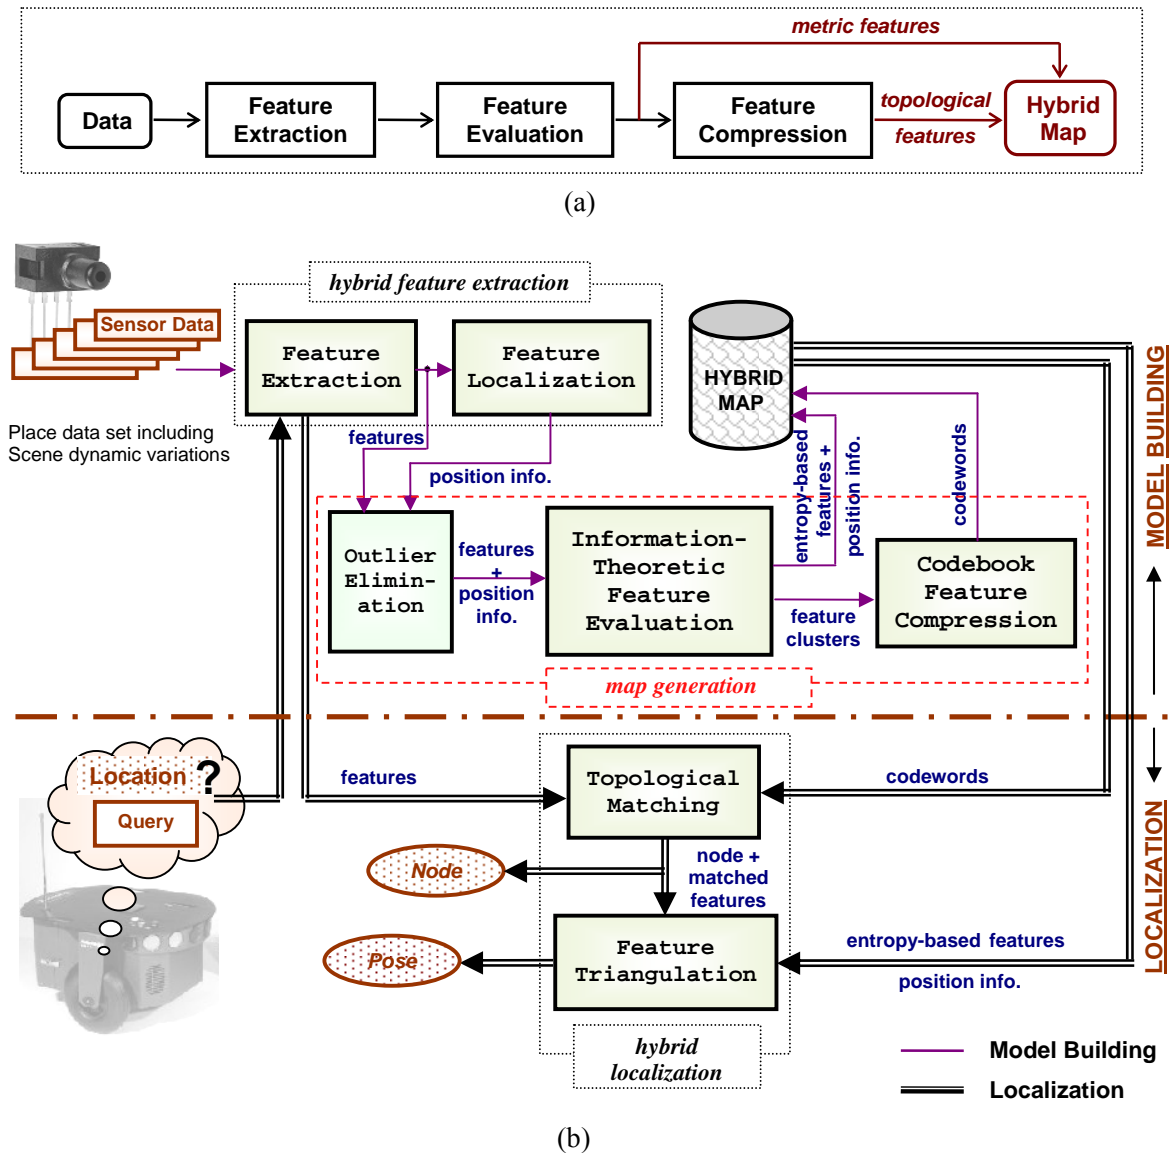 metric features
Data
Feature
Extraction
Feature
Evaluation
Feature
Compression
topological
features
Hybrid
Map
(a)
hybrid feature extraction
Sensor Data
Feature
Extraction
Feature
Localization
HYBRID
MAP
Place data set including
Scene dynamic variations
features
position info.
entropy-based
features +
position info.
codewords
MODEL BUILDING
Outlier
Elimin-
ation
features
+
position
info.
Information-
Theoretic
Feature
Evaluation
feature
clusters
Codebook
Feature
Compression
map generation
Location ?
Query
features
Topological
Matching
codewords
Node
node +
matched
features
LOCALIZATION
Pose
Feature
Triangulation
entropy-based features
position info.
hybrid
localization
Model Building
Localization
(b)